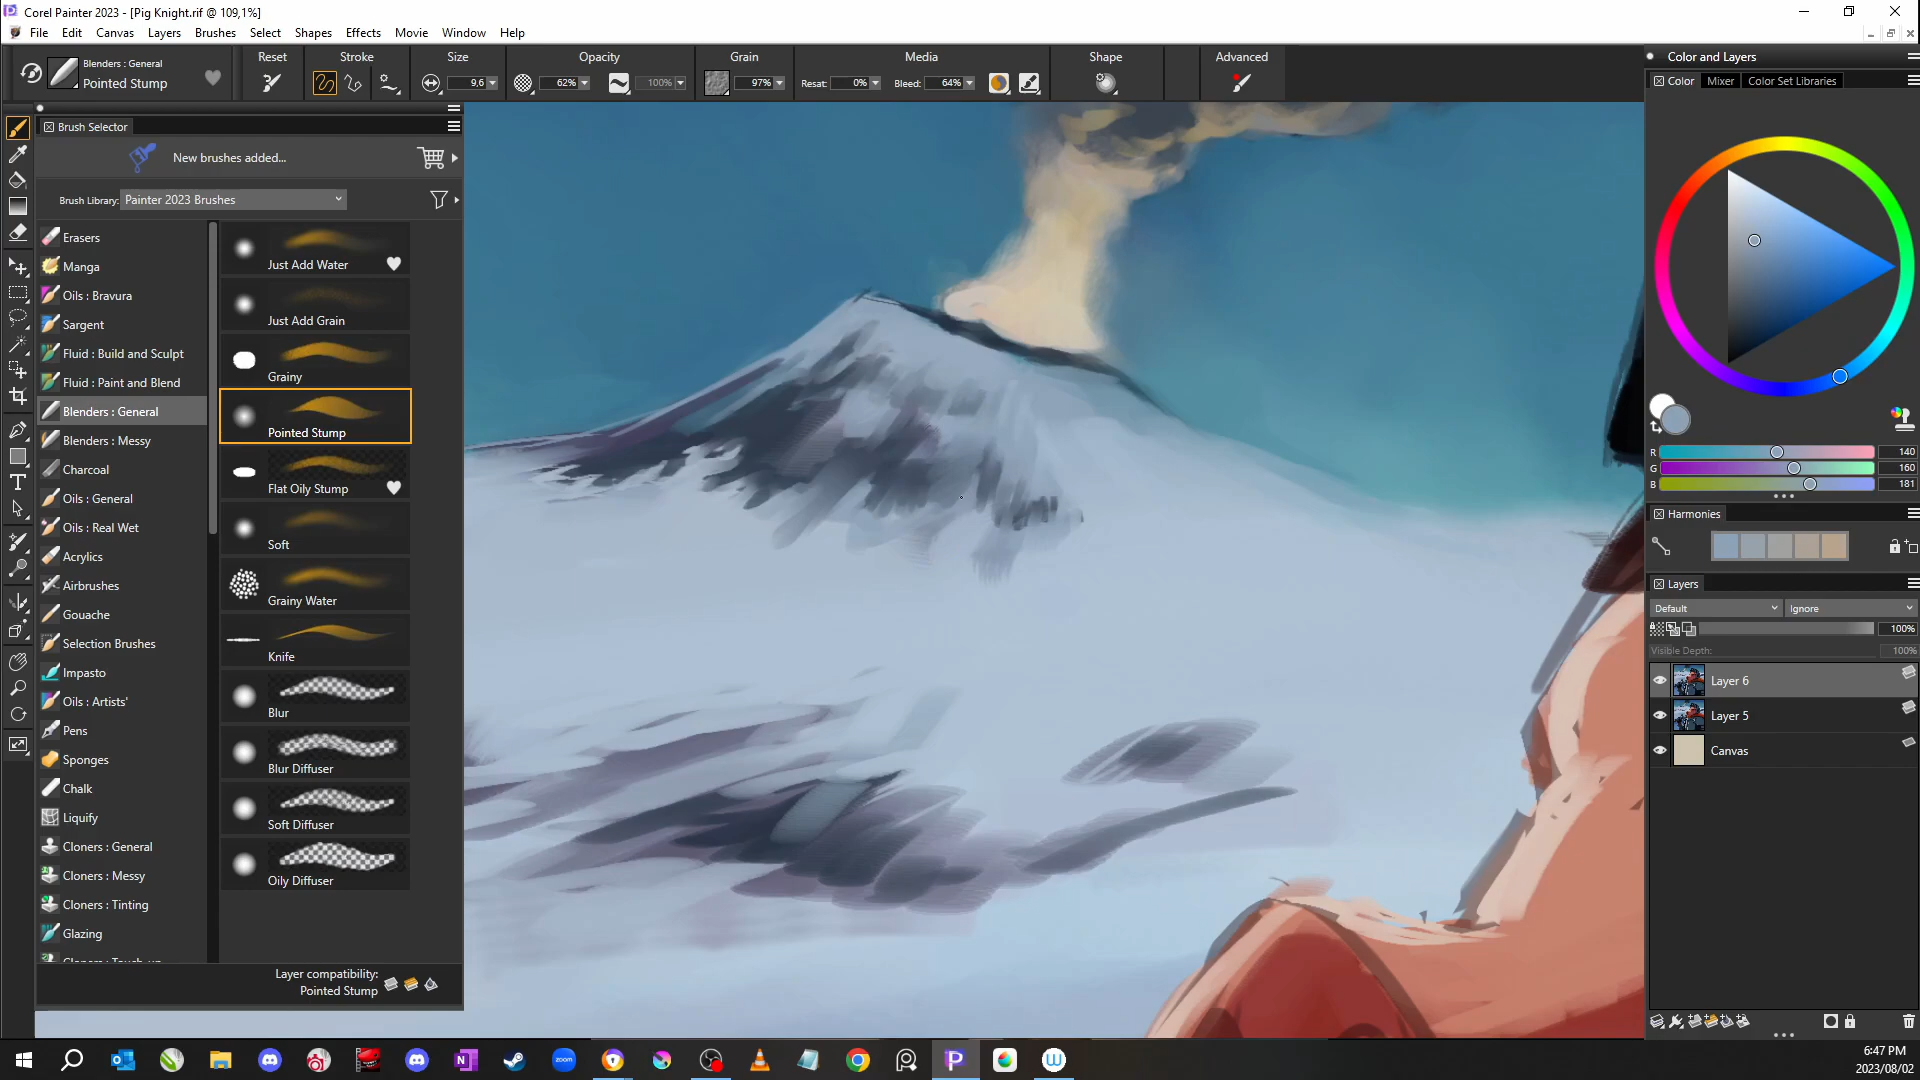 Corel Painter 2023 - [Pig Knight.rif @ 109,1%]
File Edit Canvas Layers Brushes Select Shapes Effects Movie Window Help
Blenders : General
Pointed Stump
Reset Stroke Size Opacity Grain Media Shape Advanced
9,6 62% 100% 97% Resat: 0% Bleed: 64%
Brush Selector
New brushes added...
Brush Library: Painter 2023 Brushes
Erasers
Manga
Oils : Bravura
Sargent
Fluid : Build and Sculpt
Fluid : Paint and Blend
Blenders : General
Blenders : Messy
Charcoal
Oils : General
Oils : Real Wet
Acrylics
Airbrushes
Gouache
Selection Brushes
Impasto
Oils : Artists'
Pens
Sponges
Chalk
Liquify
Cloners : General
Cloners : Messy
Cloners : Tinting
Glazing
Just Add Water
Just Add Grain
Grainy
Pointed Stump
Flat Oily Stump
Soft
Grainy Water
Knife
Blur
Blur Diffuser
Soft Diffuser
Oily Diffuser
Layer compatibility:
Pointed Stump
Color and Layers
Color Mixer Color Set Libraries
R 140
G 160
B 181
Harmonies
Layers
Default Ignore
100%
Visible Depth: 100%
Layer 6
Layer 5
Canvas
zoom
6:47 PM
2023/08/02